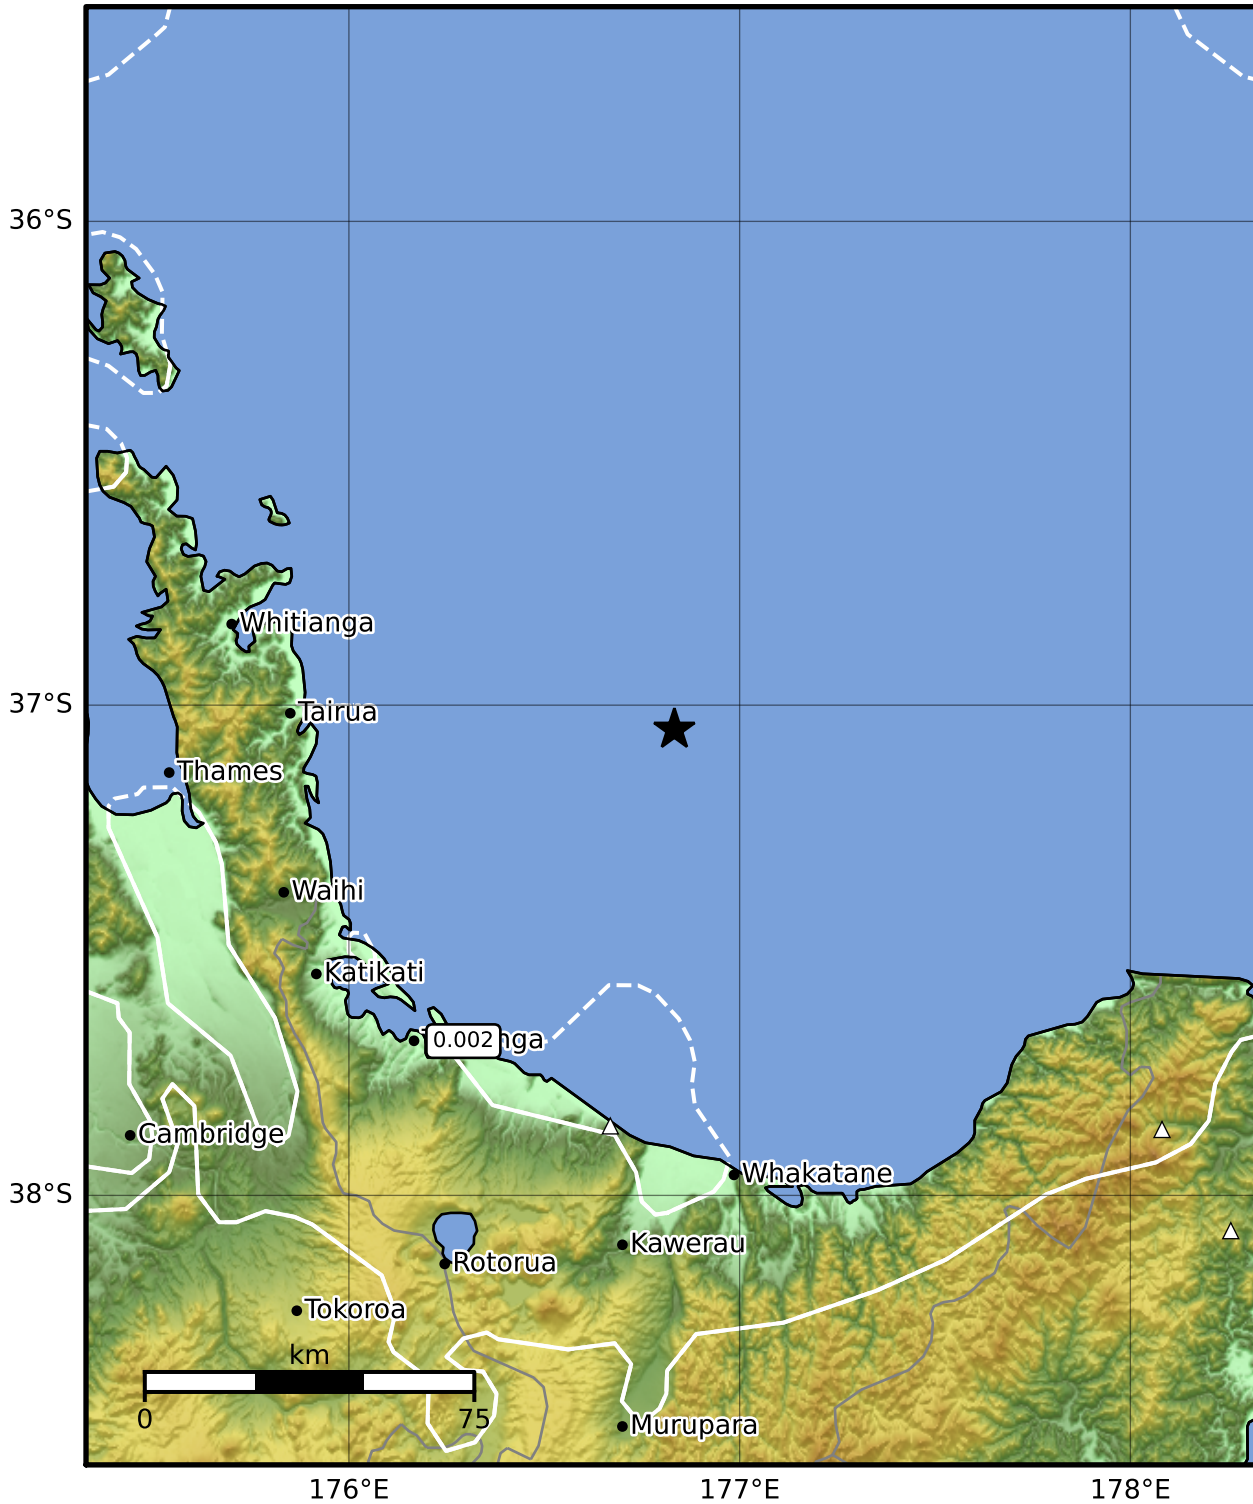 36°S
Whitianga
37°S
Tairua
Thames
Waihi
Katikati
0.002
Cambridge
Whakatane
38°S
Kawerau
Rotorua
Tokoroa
km
0
75
Murupara
176°E
177°E
178°E